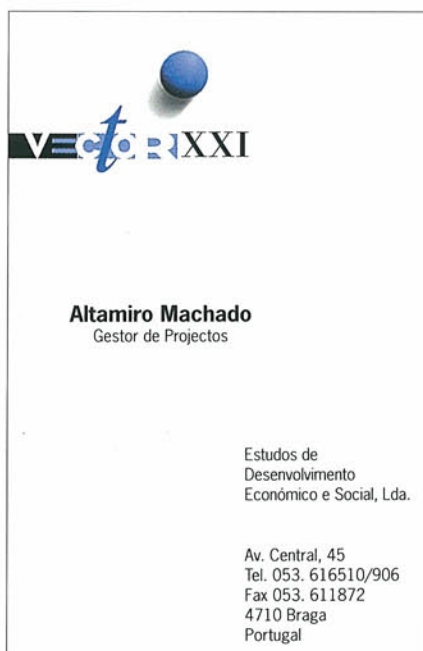 VECtOR XXI
Altamiro Machado
Gestor de Projectos
Estudos de
Desenvolvimento
Económico e Social, Lda.
Av. Central, 45
Tel. 053. 616510/906
Fax 053. 611872
4710 Braga
Portugal